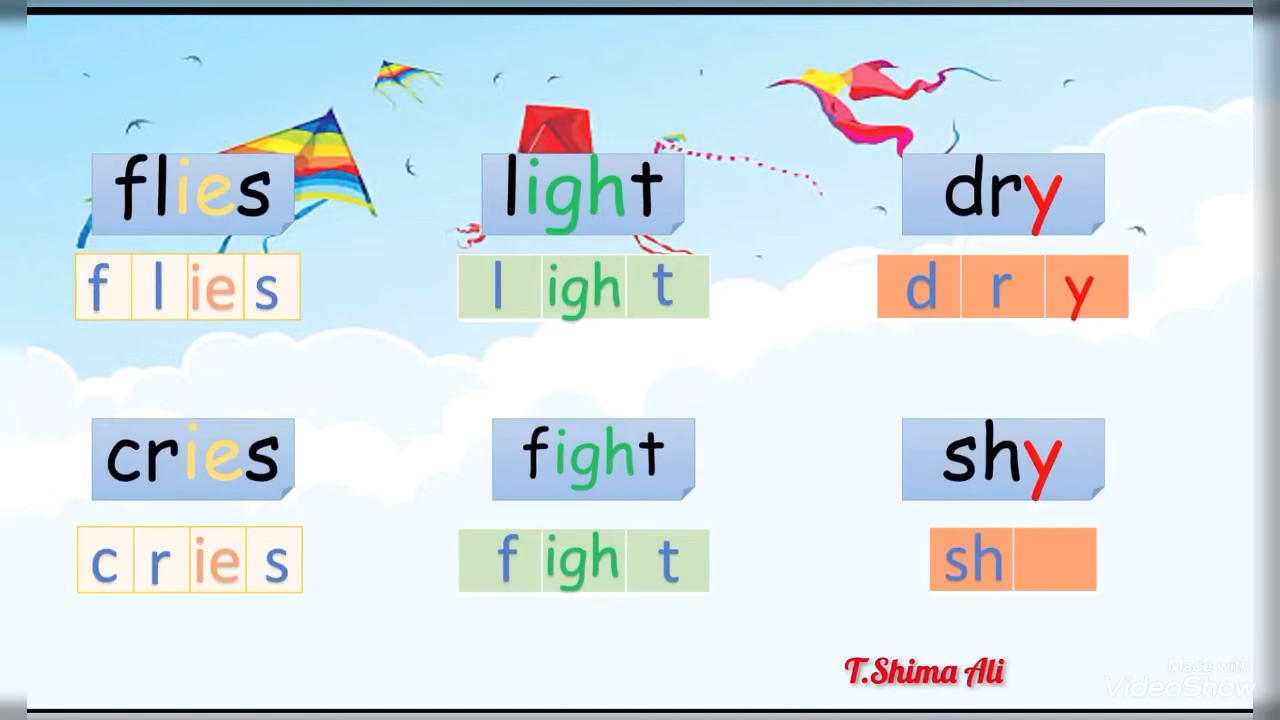 flies light dry
f l ie s l igh t d r y
cries fight shy
c r ie s f igh t sh
T.Shima Ali
Made with
VideoShow